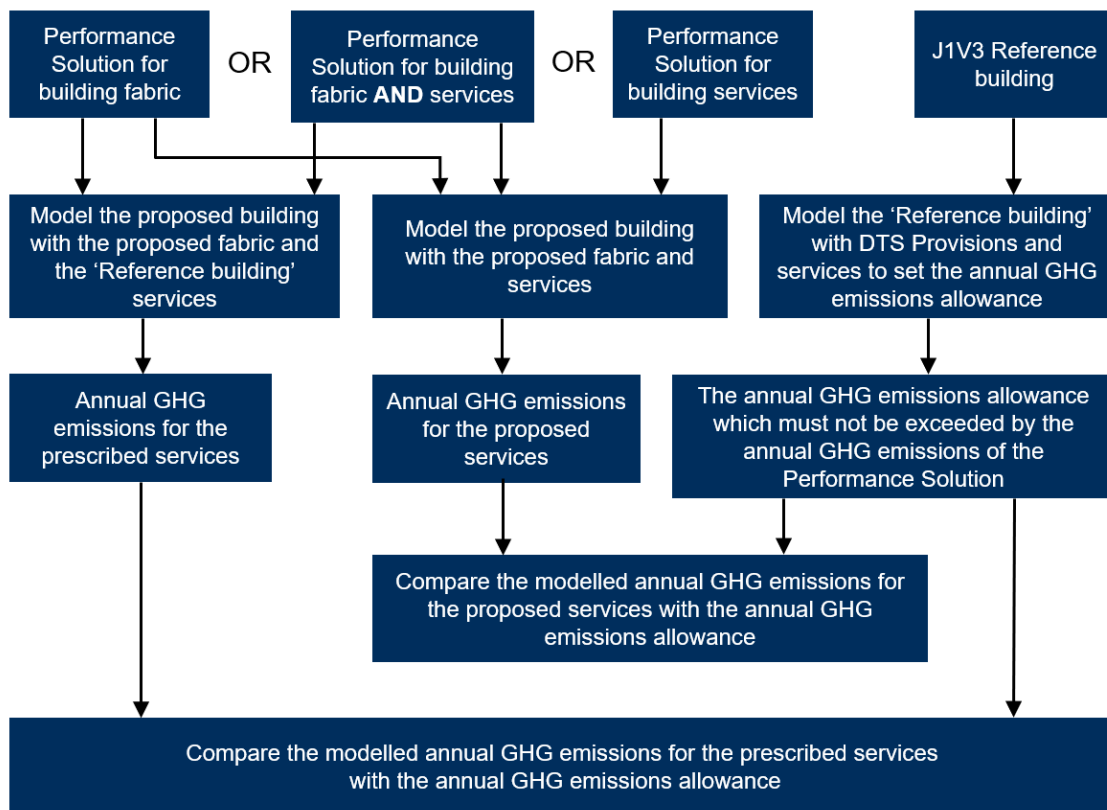 Performance
Solution for
building fabric
OR
Performance
Solution for building
fabric AND services
OR
Performance
Solution for
building services
J1V3 Reference
building
Model the proposed building
with the proposed fabric and
the ‘Reference building’
services
Model the proposed building
with the proposed fabric and
services
Model the ‘Reference building’
with DTS Provisions and
services to set the annual GHG
emissions allowance
Annual GHG
emissions for the
prescribed services
Annual GHG emissions
for the proposed
services
The annual GHG emissions allowance
which must not be exceeded by the
annual GHG emissions of the
Performance Solution
Compare the modelled annual GHG emissions for
the proposed services with the annual GHG
emissions allowance
Compare the modelled annual GHG emissions for the prescribed services
with the annual GHG emissions allowance